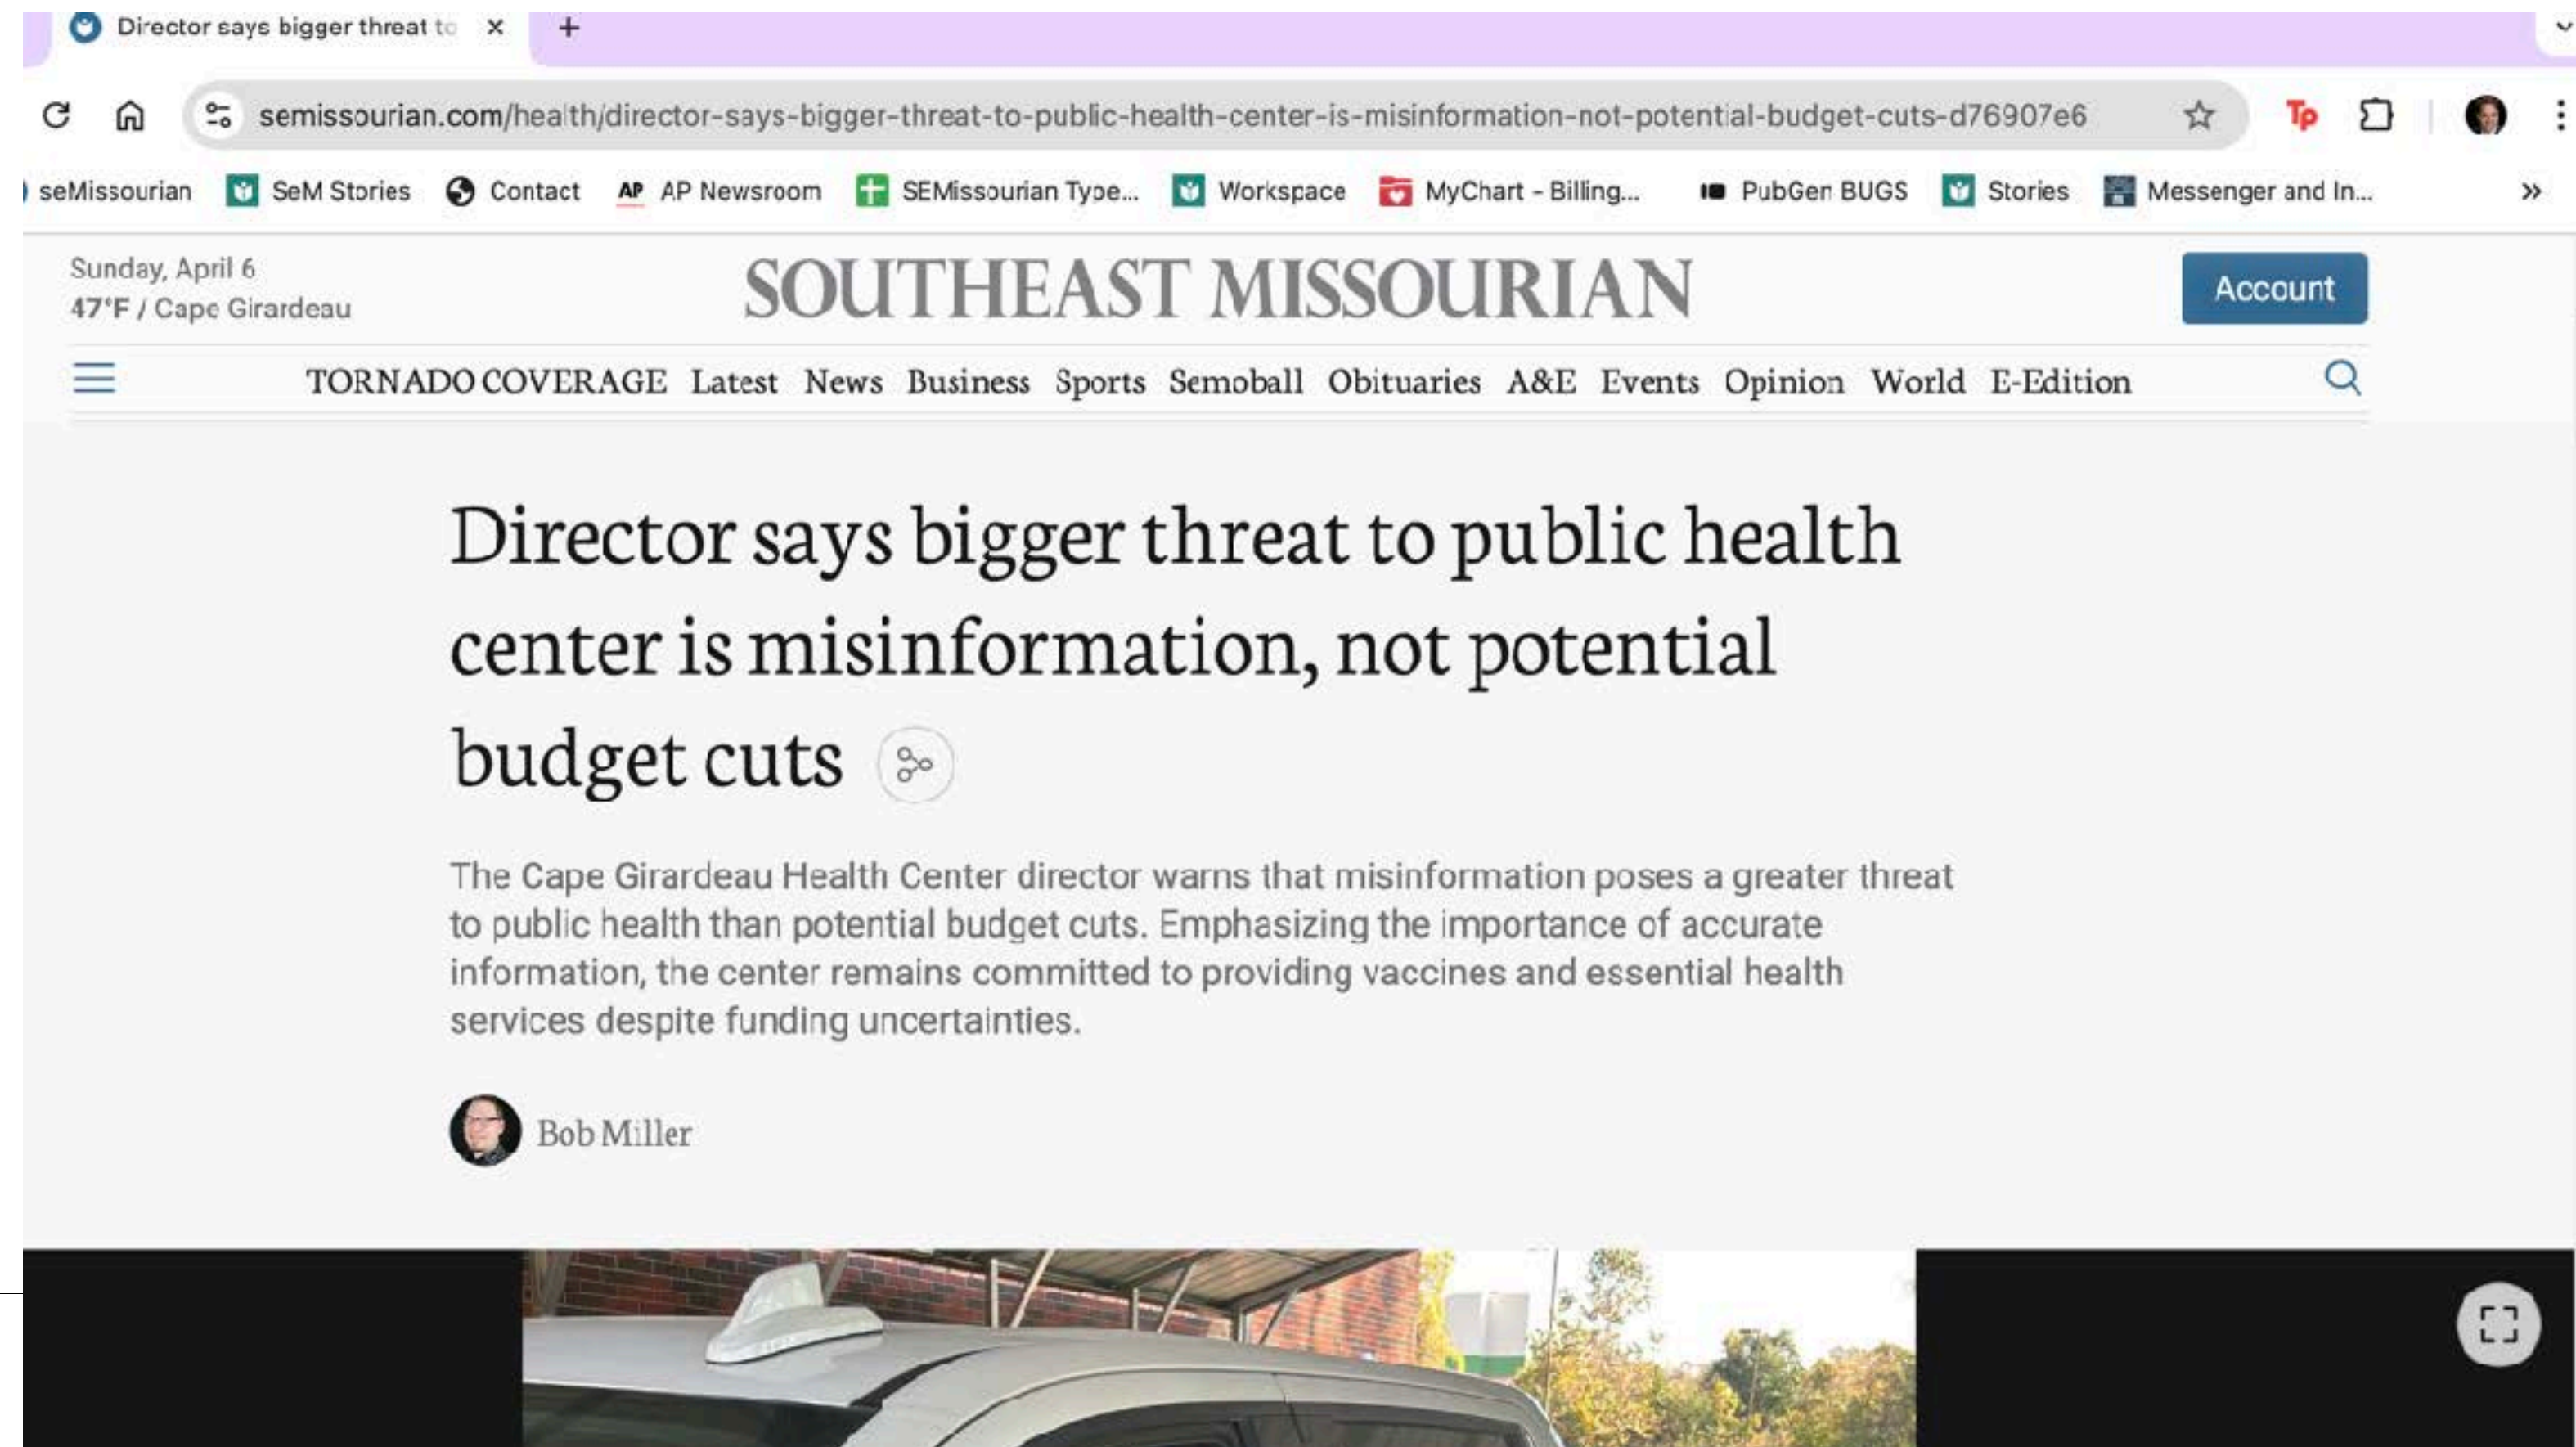 Director says bigger threat to
semissourian.com/health/director-says-bigger-threat-to-public-health-center-is-misinformation-not-potential-budget-cuts-d76907e6
Tp
seMissourian SeM Stories Contact AP AP Newsroom SEMissourian Type... Workspace MyChart - Billing... PubGen BUGS Stories Messenger and In...
Sunday, April 6
47°F / Cape Girardeau
SOUTHEAST MISSOURIAN
Account
TORNADO COVERAGE Latest News Business Sports Semoball Obituaries A&E Events Opinion World E-Edition
Director says bigger threat to public health
center is misinformation, not potential
budget cuts
The Cape Girardeau Health Center director warns that misinformation poses a greater threat
to public health than potential budget cuts. Emphasizing the importance of accurate
information, the center remains committed to providing vaccines and essential health
services despite funding uncertainties.
Bob Miller